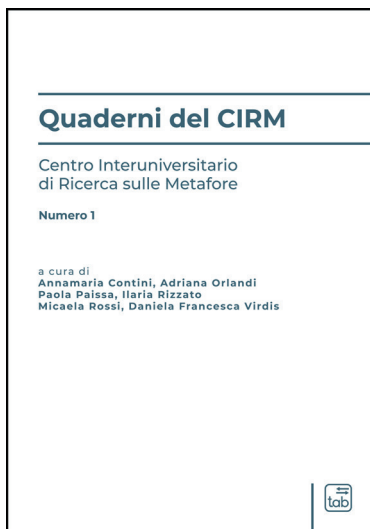 Quaderni del CIRM
Centro Interuniversitario
di Ricerca sulle Metafore
Numero 1
a cura di
Annamaria Contini, Adriana Orlandi
Paola Paissa, Ilaria Rizzato
Micaela Rossi, Daniela Francesca Virdis
tab